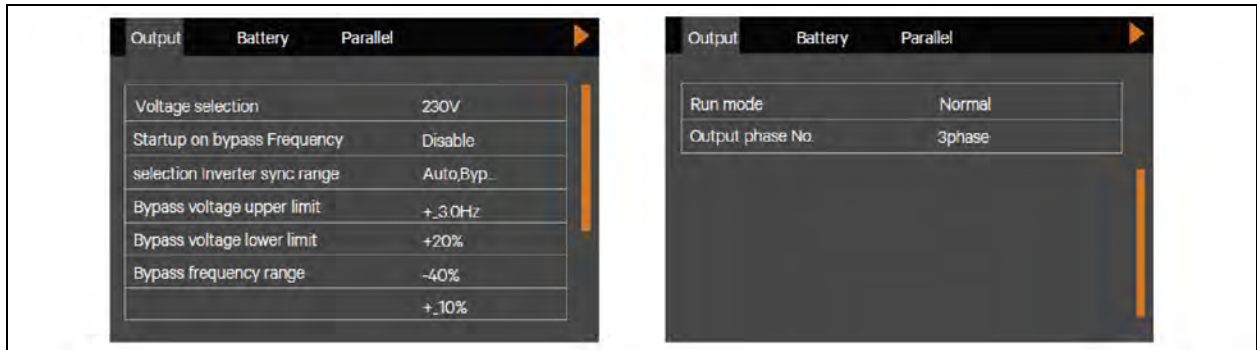 Output Battery Parallel
Voltage selection 230V
Startup on bypass Frequency Disable
selection Inverter sync range Auto,Byp..
Bypass voltage upper limit +_3.0Hz
Bypass voltage lower limit +20%
Bypass frequency range -40%
+_10%
Output Battery Parallel
Run mode Normal
Output phase No. 3phase